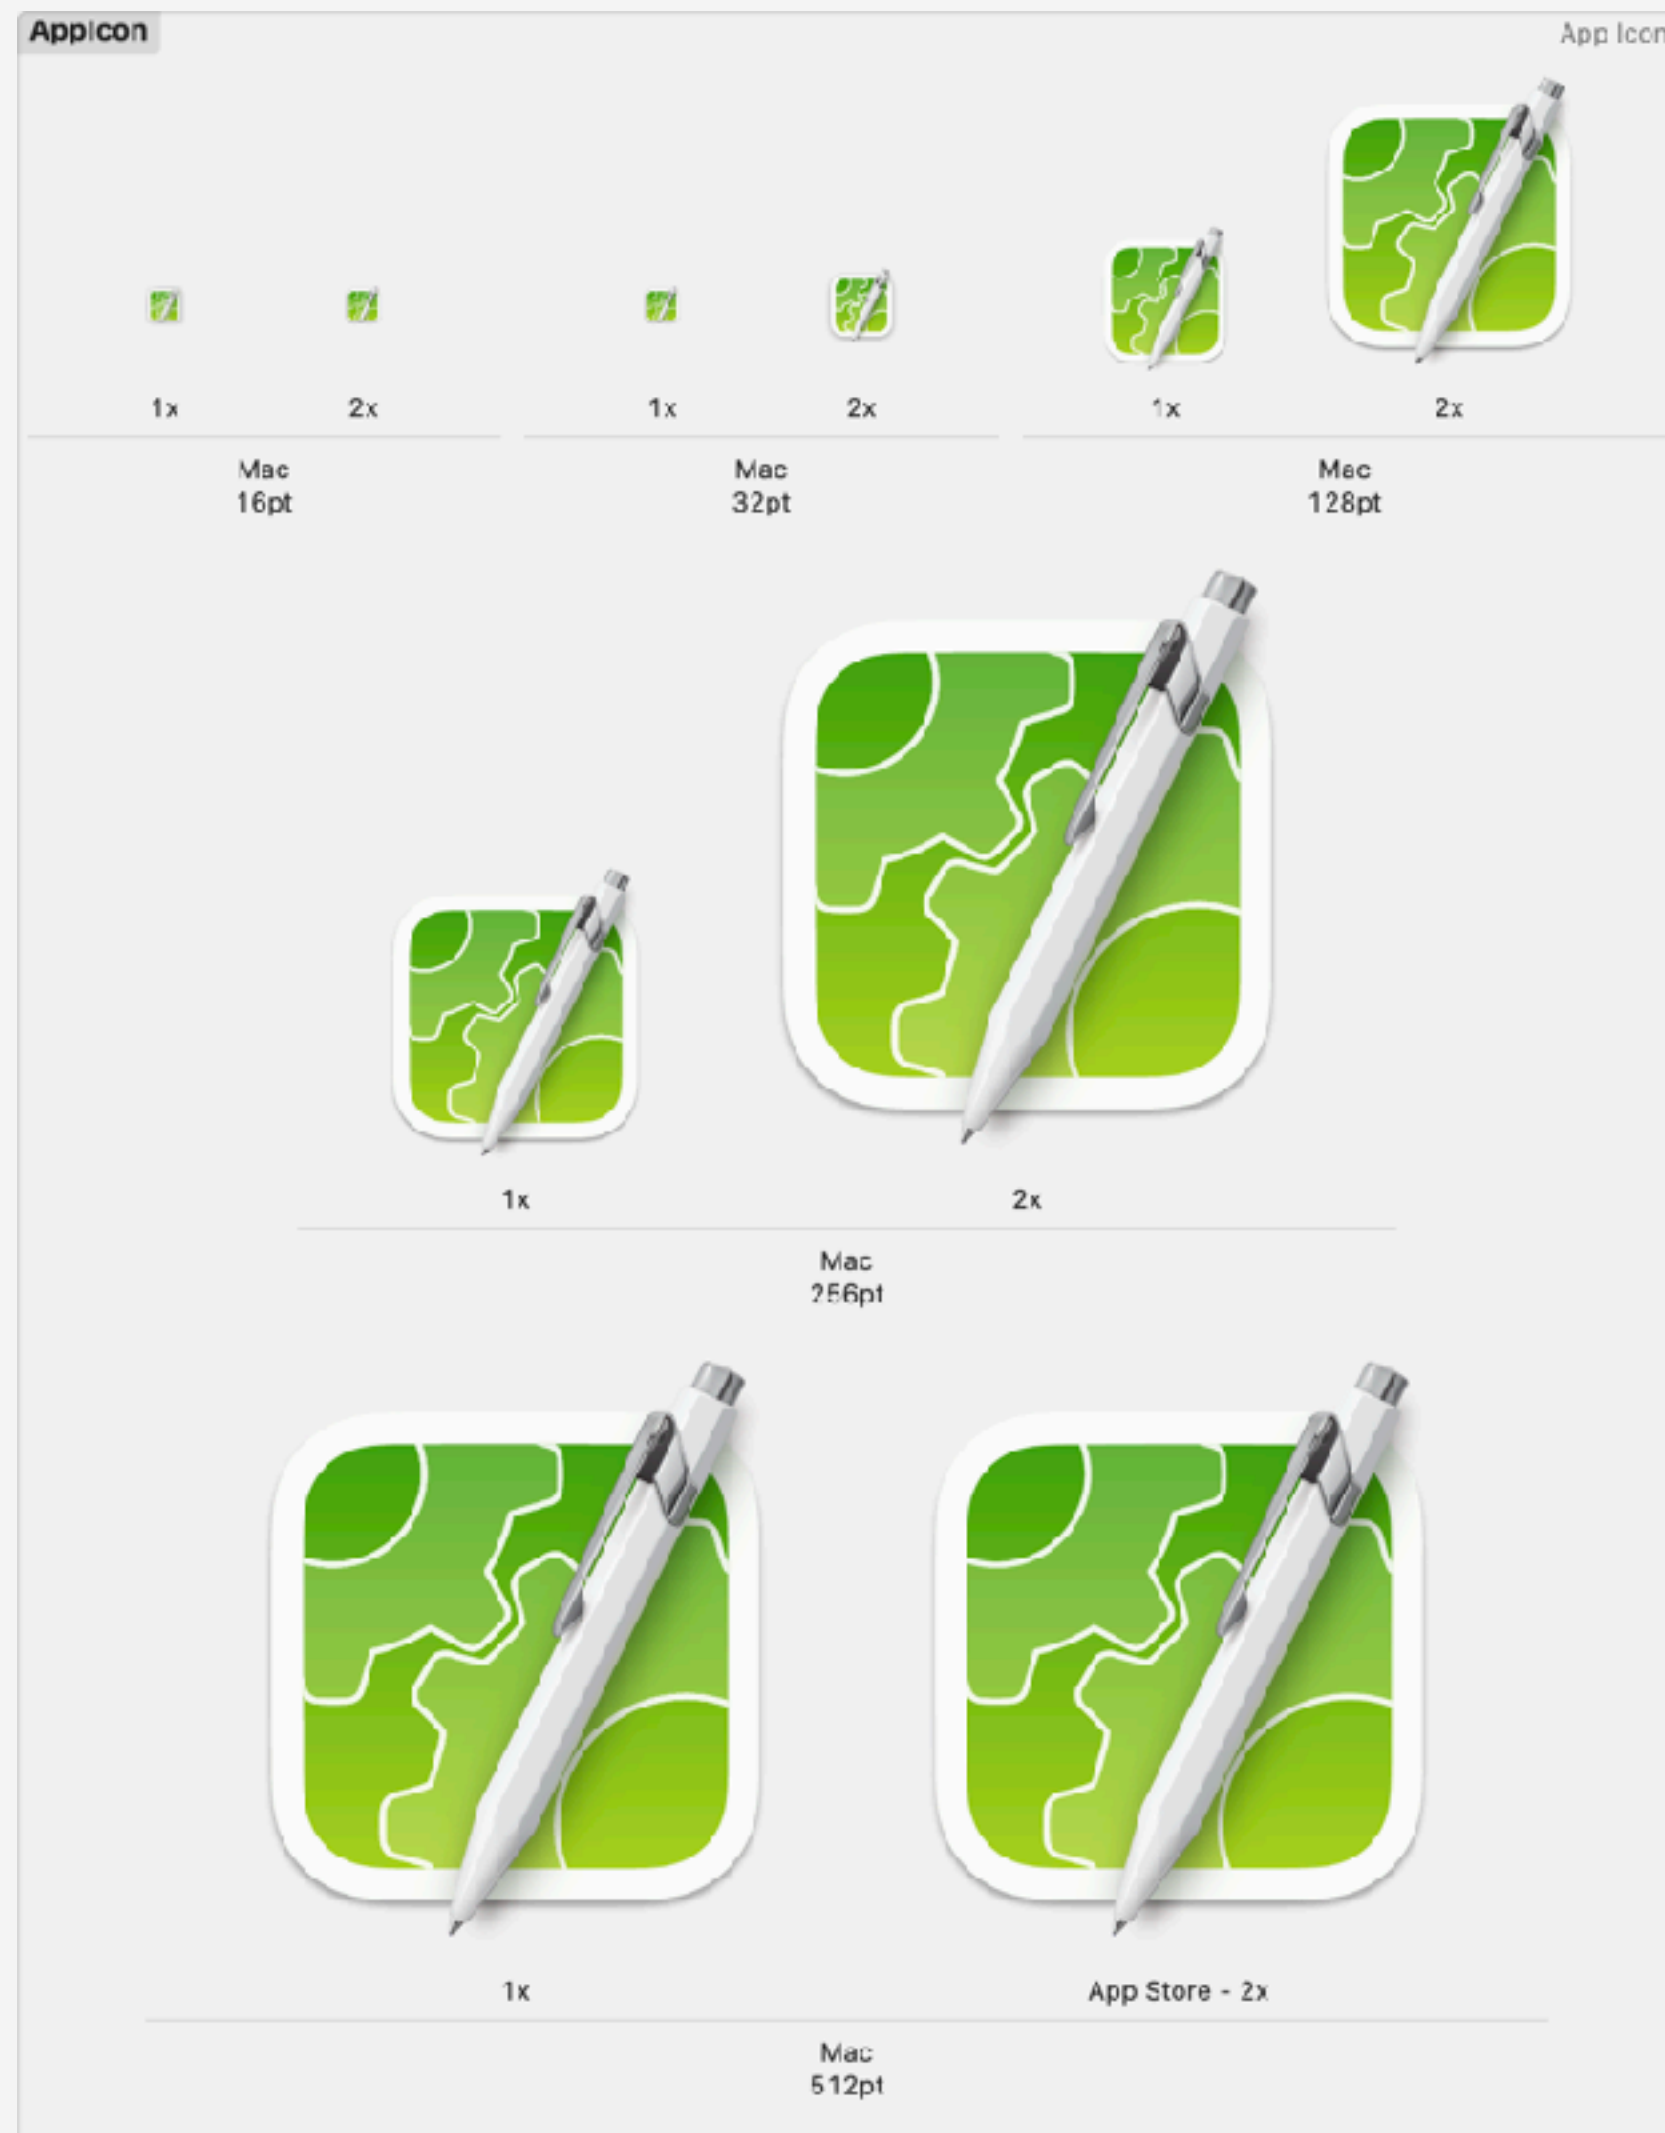 AppIcon
App Icon
1x
2x
1x
2x
1x
2x
Mac
16pt
Mac
32pt
Mac
128pt
1x
2x
Mac
256pt
1x
App Store - 2x
Mac
512pt